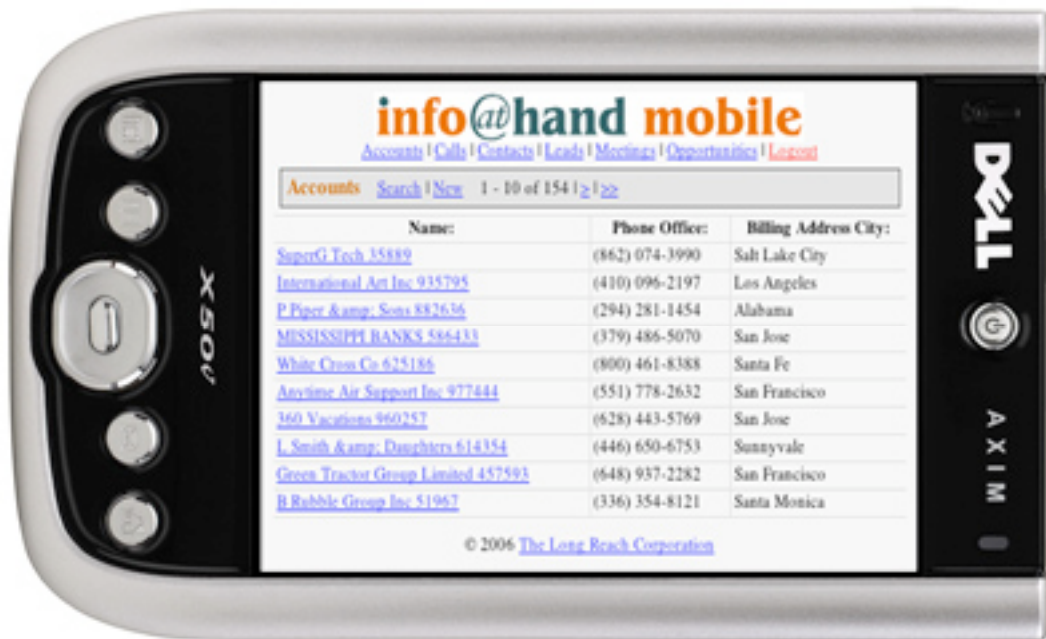 info@hand mobile
Accounts | Calls | Contacts | Leads | Meetings | Opportunities | Logout
Accounts Search | New 1 - 10 of 154 | > | >>
Name: Phone Office: Billing Address City:
SuperG Tech 35889 (862) 074-3990 Salt Lake City
International Art Inc 935795 (410) 096-2197 Los Angeles
P Piper &amp; Sons 882636 (294) 281-1454 Alabama
MISSISSIPPI BANKS 586433 (379) 486-5070 San Jose
White Cross Co 625186 (800) 461-8388 Santa Fe
Anytime Air Support Inc 977444 (551) 778-2632 San Francisco
360 Vacations 960257 (628) 443-5769 San Jose
L Smith &amp; Daughters 614354 (446) 650-6753 Sunnyvale
Green Tractor Group Limited 457593 (648) 937-2282 San Francisco
B Rubble Group Inc 51967 (336) 354-8121 Santa Monica
© 2006 The Long Reach Corporation
X50v
DELL
AXIM